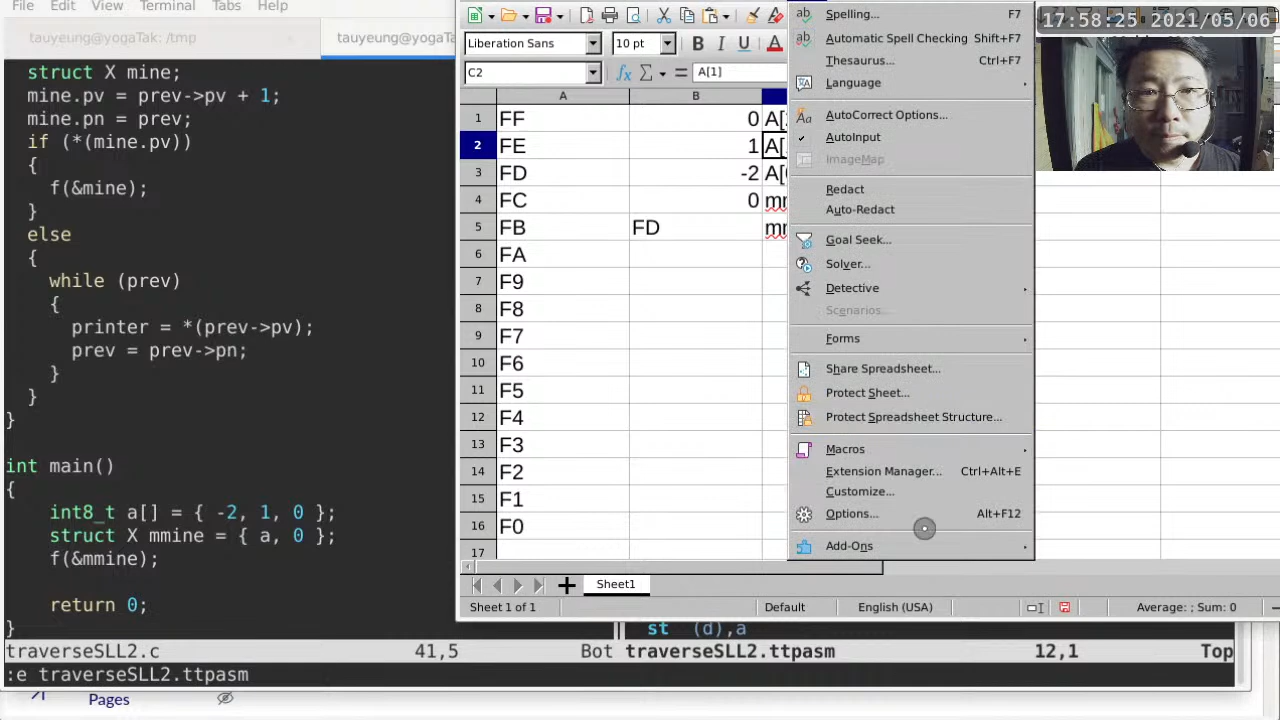 File Edit View Terminal Tabs Help
tauyeung@yogaTak: /tmp
tauyeung@yogaTa
struct X mine;
mine.pv = prev->pv + 1;
mine.pn = prev;
if (*(mine.pv))
{
f(&mine);
}
else
{
while (prev)
{
printer = *(prev->pv);
prev = prev->pn;
}
}
}
int main()
{
int8_t a[] = { -2, 1, 0 };
struct X mmine = { a, 0 };
f(&mmine);
return 0;
}
traverseSLL2.c 41,5 Bot
:e traverseSLL2.ttpasm
Pages
st (d),a
traverseSLL2.ttpasm 12,1 Top
Liberation Sans 10 pt B I U A
C2 fx Σ = A[1]
A B
1 FF 0
2 FE 1
3 FD -2
4 FC 0
5 FB FD
6 FA
7 F9
8 F8
9 F7
10 F6
11 F5
12 F4
13 F3
14 F2
15 F1
16 F0
17
Sheet1
Sheet 1 of 1 Default English (USA) Average: ; Sum: 0
Spelling... F7
Automatic Spell Checking Shift+F7
Thesaurus... Ctrl+F7
Language
AutoCorrect Options...
AutoInput
ImageMap
Redact
Auto-Redact
Goal Seek...
Solver...
Detective
Scenarios...
Forms
Share Spreadsheet...
Protect Sheet...
Protect Spreadsheet Structure...
Macros
Extension Manager... Ctrl+Alt+E
Customize...
Options... Alt+F12
Add-Ons
17:58:25 2021/05/06